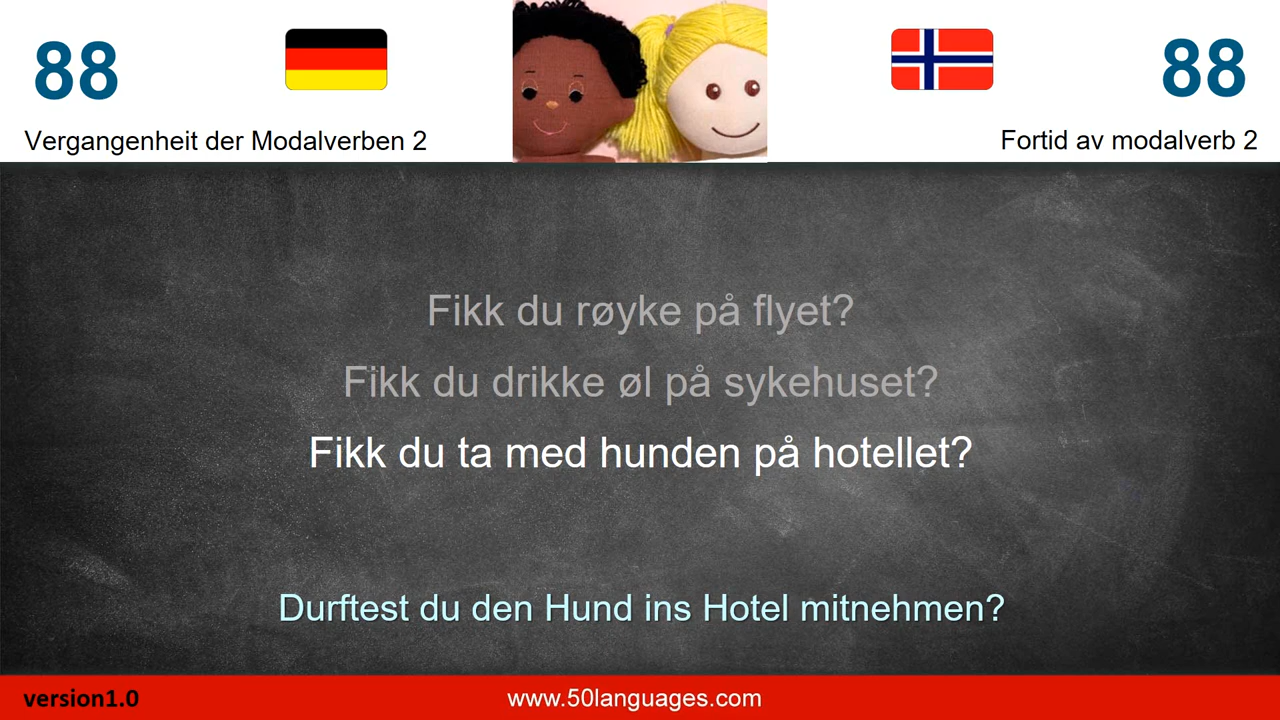 88
88
Vergangenheit der Modalverben 2
Fortid av modalverb 2
Fikk du røyke på flyet?
Fikk du drikke øl på sykehuset?
Fikk du ta med hunden på hotellet?
Durftest du den Hund ins Hotel mitnehmen?
version1.0
www.50languages.com